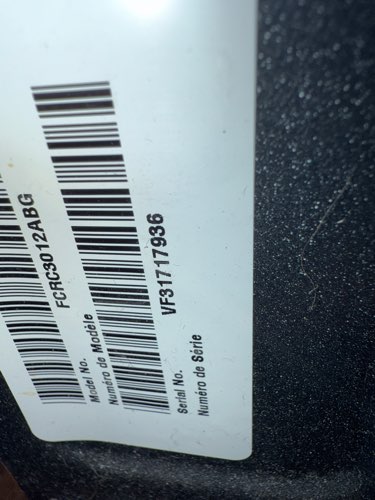 FCRC3012ABG
Model No.
Numéro de Modèle
VF31717936
Serial No.
Numéro de Série